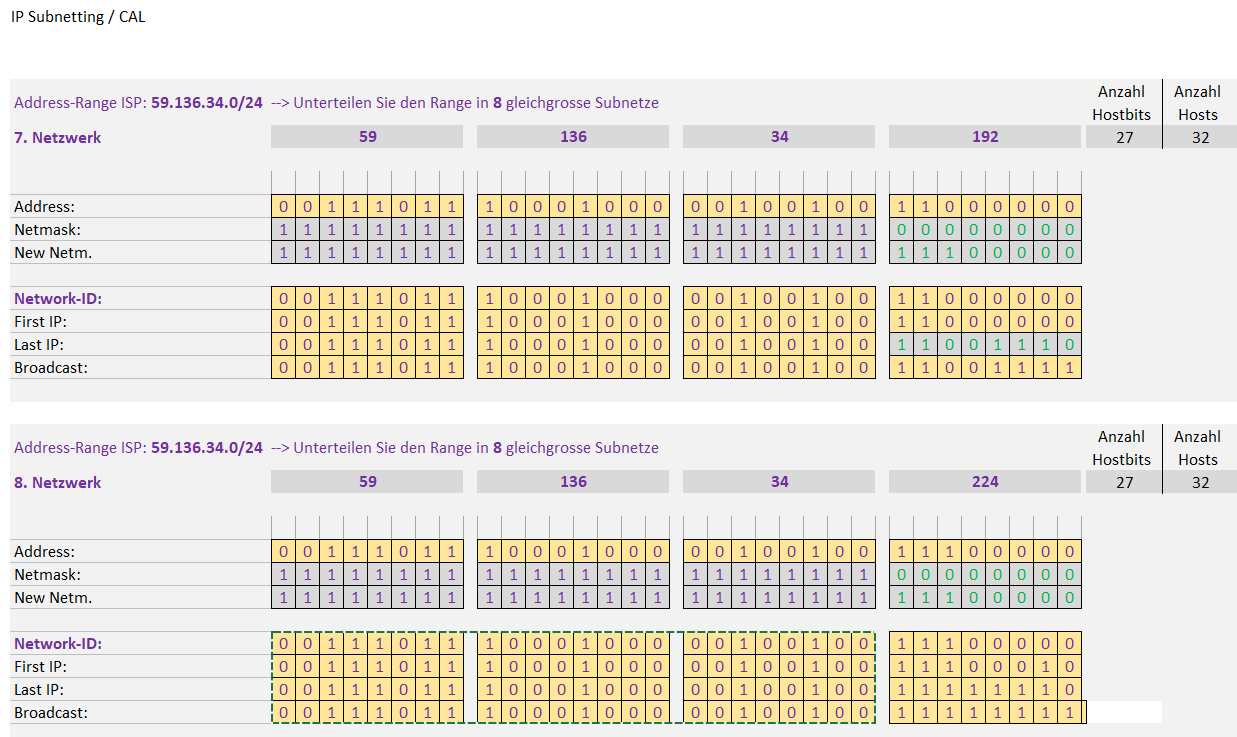 IP Subnetting / CAL
Address-Range ISP: 59.136.34.0/24 --> Unterteilen Sie den Range in 8 gleichgrosse Subnetze
Anzahl Hostbits Anzahl Hosts
7. Netzwerk 59 136 34 192 27 32
Address: 0 0 1 1 1 0 1 1 1 0 0 0 1 0 0 0 0 0 1 0 0 1 0 0 1 1 0 0 0 0 0 0
Netmask: 1 1 1 1 1 1 1 1 1 1 1 1 1 1 1 1 1 1 1 1 1 1 1 1 0 0 0 0 0 0 0 0
New Netm. 1 1 1 1 1 1 1 1 1 1 1 1 1 1 1 1 1 1 1 1 1 1 1 1 1 1 1 0 0 0 0 0
Network-ID: 0 0 1 1 1 0 1 1 1 0 0 0 1 0 0 0 0 0 1 0 0 1 0 0 1 1 0 0 0 0 0 0
First IP: 0 0 1 1 1 0 1 1 1 0 0 0 1 0 0 0 0 0 1 0 0 1 0 0 1 1 0 0 0 0 0 0
Last IP: 0 0 1 1 1 0 1 1 1 0 0 0 1 0 0 0 0 0 1 0 0 1 0 0 1 1 0 0 1 1 1 0
Broadcast: 0 0 1 1 1 0 1 1 1 0 0 0 1 0 0 0 0 0 1 0 0 1 0 0 1 1 0 0 1 1 1 1
Address-Range ISP: 59.136.34.0/24 --> Unterteilen Sie den Range in 8 gleichgrosse Subnetze
Anzahl Hostbits Anzahl Hosts
8. Netzwerk 59 136 34 224 27 32
Address: 0 0 1 1 1 0 1 1 1 0 0 0 1 0 0 0 0 0 1 0 0 1 0 0 1 1 1 0 0 0 0 0
Netmask: 1 1 1 1 1 1 1 1 1 1 1 1 1 1 1 1 1 1 1 1 1 1 1 1 0 0 0 0 0 0 0 0
New Netm. 1 1 1 1 1 1 1 1 1 1 1 1 1 1 1 1 1 1 1 1 1 1 1 1 1 1 1 0 0 0 0 0
Network-ID: 0 0 1 1 1 0 1 1 1 0 0 0 1 0 0 0 0 0 1 0 0 1 0 0 1 1 1 0 0 0 0 0
First IP: 0 0 1 1 1 0 1 1 1 0 0 0 1 0 0 0 0 0 1 0 0 1 0 0 1 1 1 0 0 0 1 0
Last IP: 0 0 1 1 1 0 1 1 1 0 0 0 1 0 0 0 0 0 1 0 0 1 0 0 1 1 1 1 1 1 1 0
Broadcast: 0 0 1 1 1 0 1 1 1 0 0 0 1 0 0 0 0 0 1 0 0 1 0 0 1 1 1 1 1 1 1 1